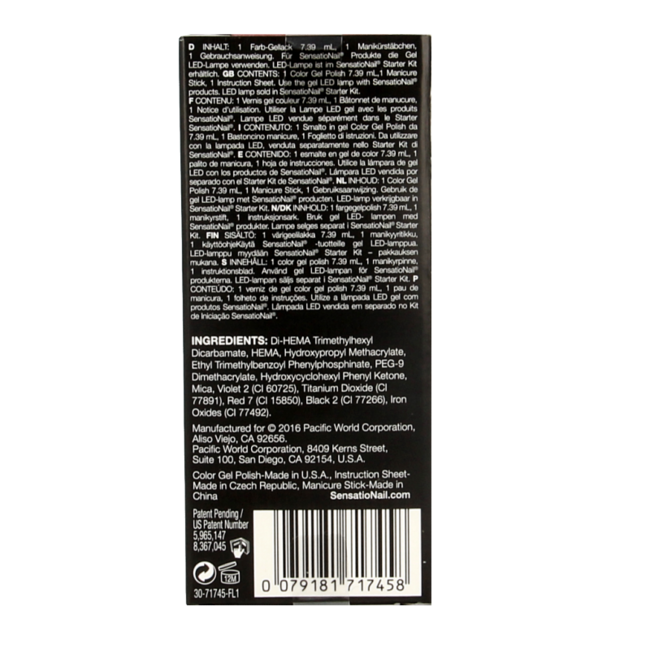 D INHALT: 1 Farb-Gellack 7.39 mL, 1 Manikürstäbchen,
1 Gebrauchsanweisung. Für SensatioNail® Produkte die Gel
LED-Lampe verwenden. LED-Lampe ist im SensatioNail® Starter Kit
erhältlich. GB CONTENTS: 1 Color Gel Polish 7.39 mL,1 Manicure
Stick, 1 Instruction Sheet. Use the gel LED lamp with SensatioNail®
products. LED lamp sold in SensatioNail® Starter Kit.
F CONTENU: 1 Vernis gel couleur 7.39 mL, 1 Bâtonnet de manucure,
1 Notice d'utilisation. Utiliser la Lampe LED gel avec les produits
SensatioNail®. Lampe LED vendue séparément dans le Starter
SensatioNail®. I CONTENUTO: 1 Smalto in gel Color Gel Polish da
7.39 mL, 1 Bastoncino manicure, 1 Foglietto di istruzioni. Da utilizzare
con la lampada LED, venduta separatamente nello Starter Kit di
SensatioNail®. E CONTENIDO: 1 esmalte en gel de color 7.39 mL, 1
palito de manicura, 1 hoja de instrucciones. Utilice la lámpara de gel
LED con los productos de SensatioNail®. Lámpara LED vendida por
separado con el Starter Kit de SensatioNail®. NL INHOUD: 1 Color Gel
Polish 7.39 mL, 1 Manicure Stick, 1 Gebruiksaanwijzing. Gebruik de
gel-LED-lamp met SensatioNail® producten. LED-lamp verkrijgbaar in
SensatioNail® Starter Kit. N/DK INNHOLD: 1 fargegelpolish 7.39 mL, 1
manikyrstift, 1 instruksjonsark. Bruk gel LED- lampen med
SensatioNail® produkter. Lampe selges separat i SensatioNail® Starter
Kit. FIN SISÄLTÖ: 1 värigeelilakka 7.39 mL, 1 manikyyritikku,
1 käyttöohjeKäytä SensatioNail® -tuotteille gel LED-lamppua.
LED-lamppu myydään SensatioNail® Starter Kit – pakkauksen
mukana. S INNEHÅLL: 1 color gel polish 7.39 mL, 1 manikyrpinne,
1 instruktionsblad. Använd gel LED-lampan för SensatioNail®
produkterna. LED-lampan säljs separat i SensatioNail® Starter Kit. P
CONTEÚDO: 1 verniz de gel color gel polish 7.39 mL, 1 pau de
manicura, 1 folheto de instruções. Utilize a lâmpada LED gel com
produtos SensatioNail®, Lâmpada LED vendida em separado no Kit
de Iniciação SensatioNail®.
INGREDIENTS: Di-HEMA Trimethylhexyl
Dicarbamate, HEMA, Hydroxypropyl Methacrylate,
Ethyl Trimethylbenzoyl Phenylphosphinate, PEG-9
Dimethacrylate, Hydroxycyclohexyl Phenyl Ketone,
Mica, Violet 2 (CI 60725), Titanium Dioxide (CI
77891), Red 7 (CI 15850), Black 2 (CI 77266), Iron
Oxides (CI 77492).
Manufactured for © 2016 Pacific World Corporation,
Aliso Viejo, CA 92656.
Pacific World Corporation, 8409 Kerns Street,
Suite 100, San Diego, CA 92154, U.S.A.
Color Gel Polish-Made in U.S.A., Instruction Sheet-
Made in Czech Republic, Manicure Stick-Made in
China SensatioNail.com
Patent Pending /
US Patent Number
5,965,147
8,367,045
12M
30-71745-FL1
0 079181 717458